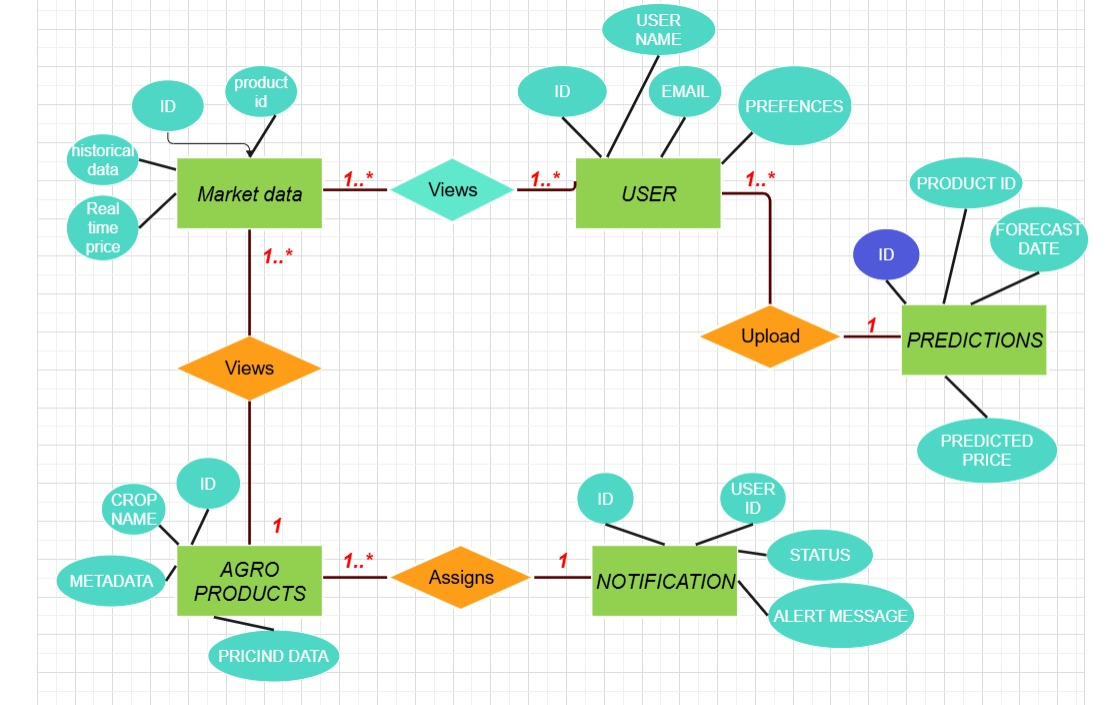 USER
NAME
ID
EMAIL
PREFENCES
product
id
ID
historical
data
Real
time
price
Market data
1..*
Views
1..*
USER
1..*
PRODUCT ID
FORECAST
DATE
ID
1..*
Upload
1
PREDICTIONS
Views
PREDICTED
PRICE
ID
CROP
NAME
METADATA
1
AGRO
PRODUCTS
PRICIND DATA
1..*
Assigns
1
ID
USER
ID
NOTIFICATION
STATUS
ALERT MESSAGE